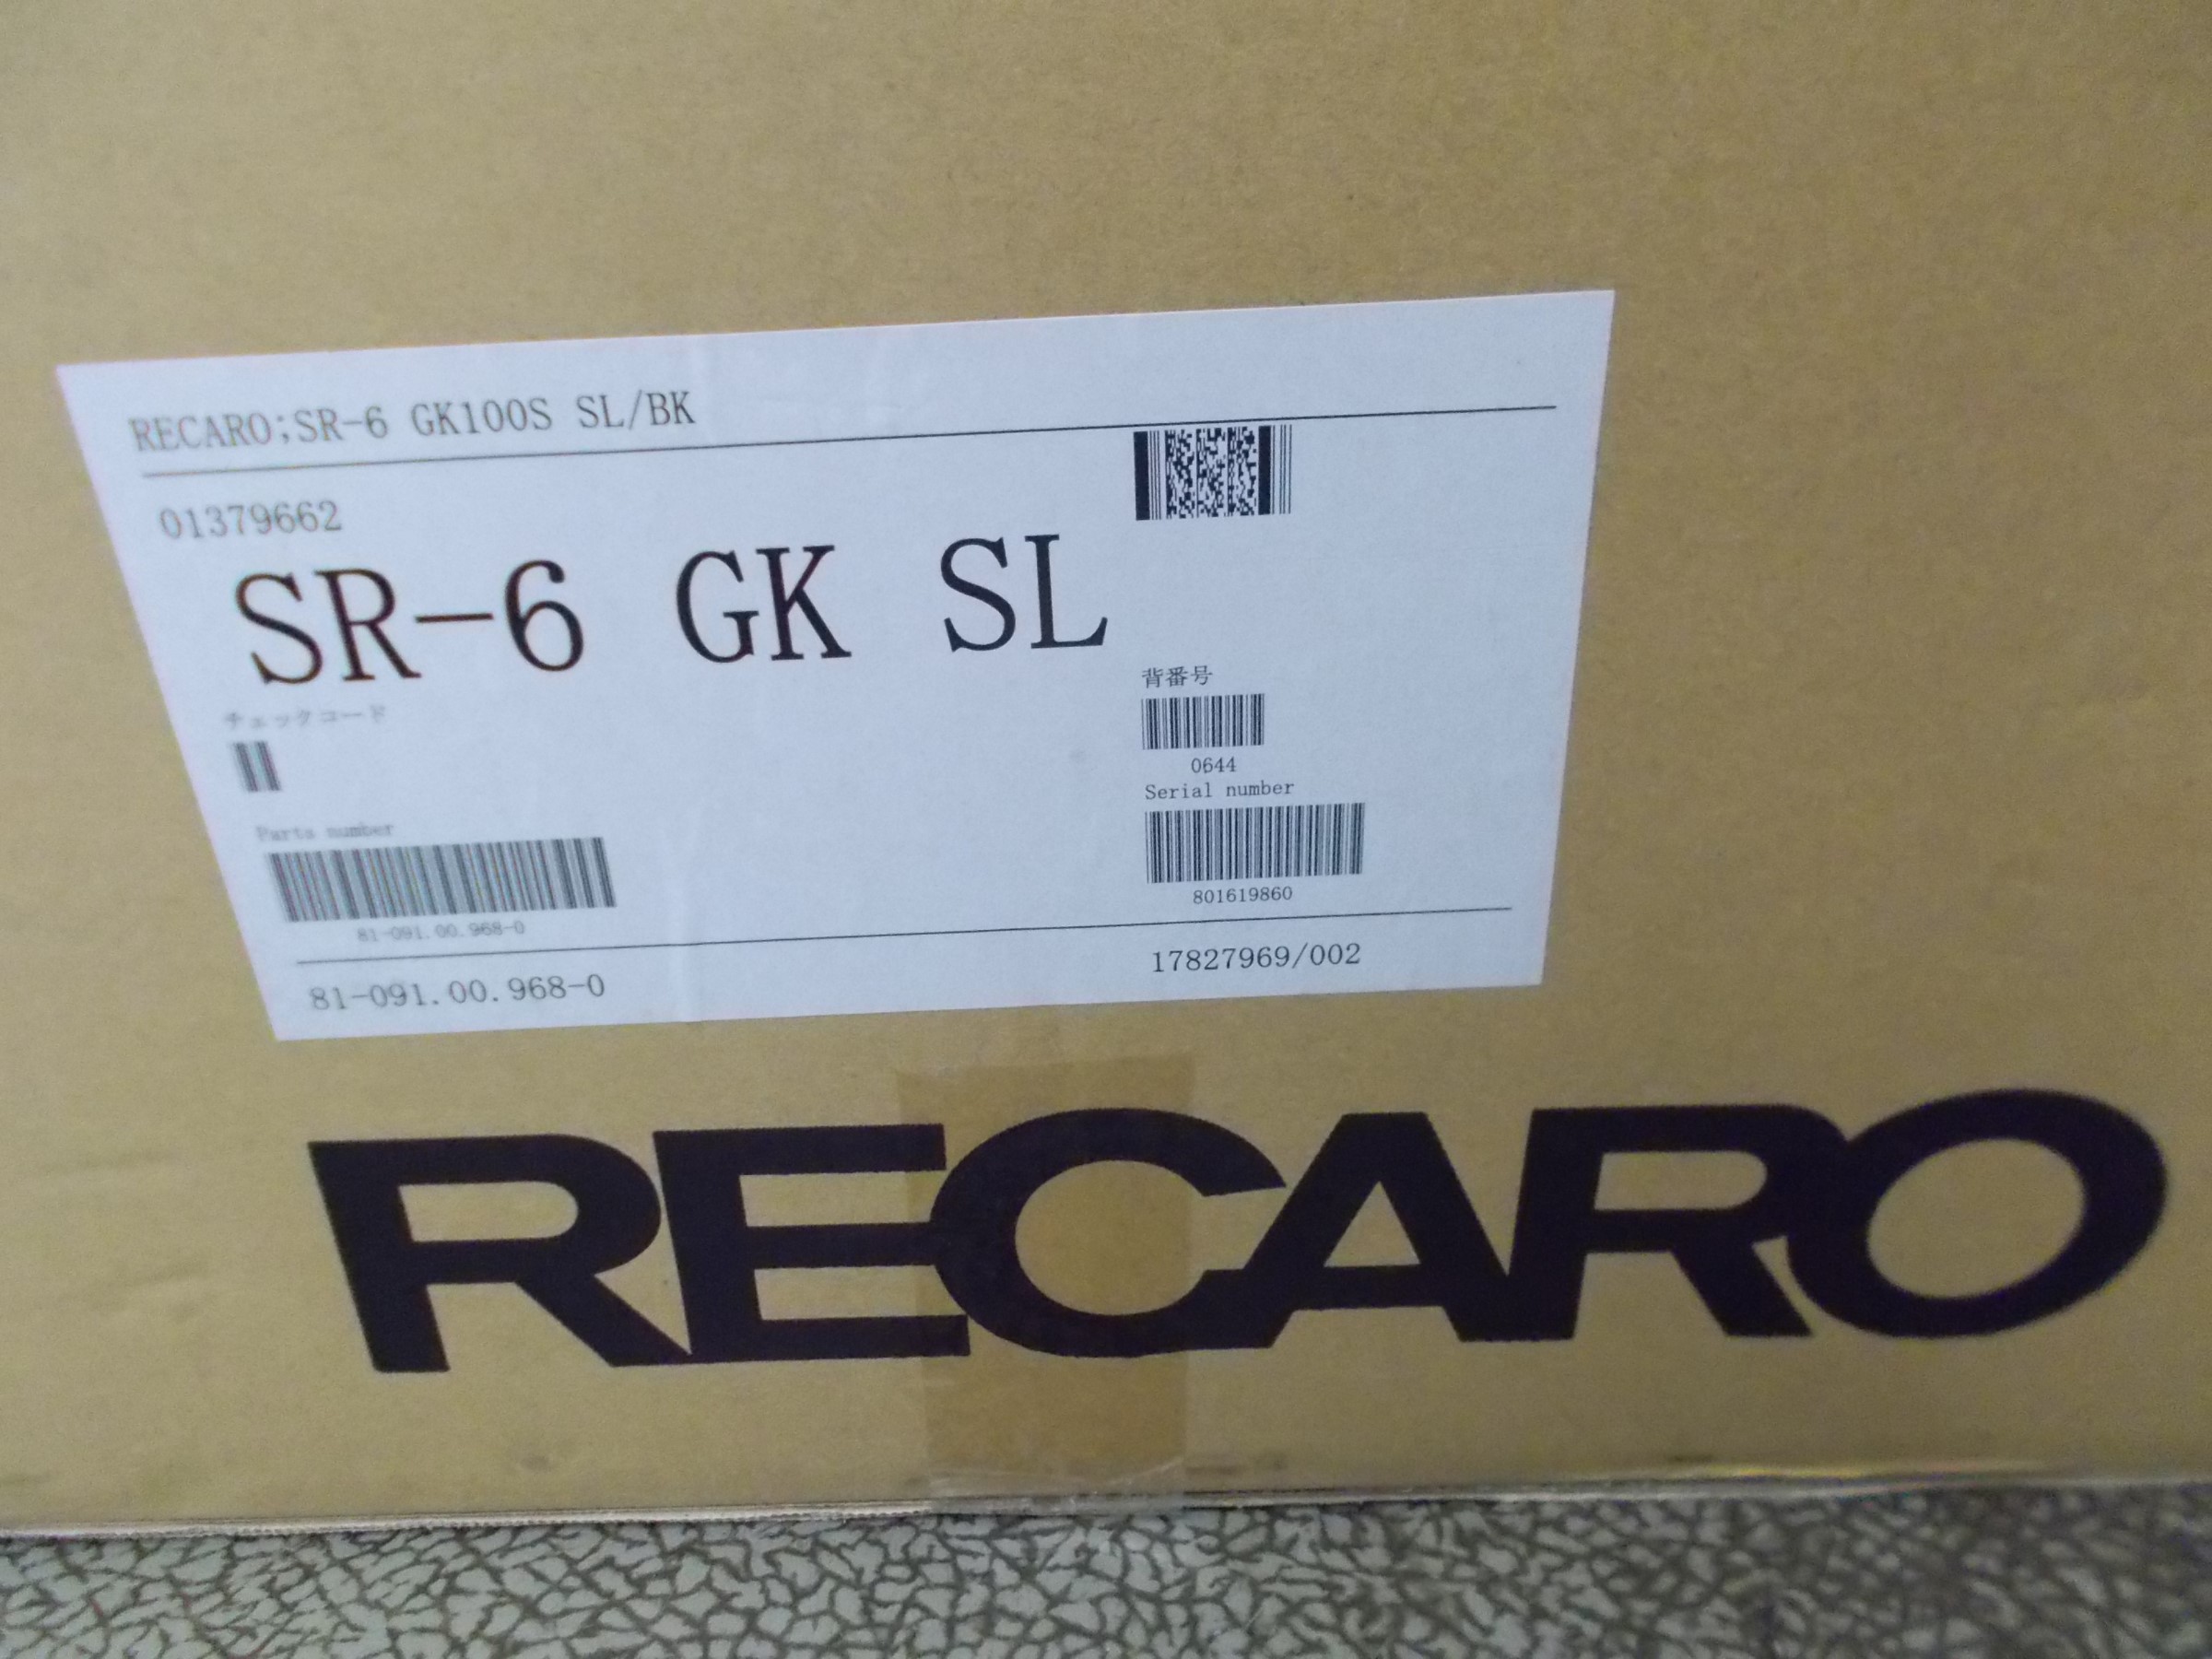 RECARO;SR-6 GK100S SL/BK
01379662
SR-6 GK SL
チェックコード
背番号
0644
Parts number
81-091.00.968-0
Serial number
801619860
81-091.00.968-0
17827969/002
RECARO